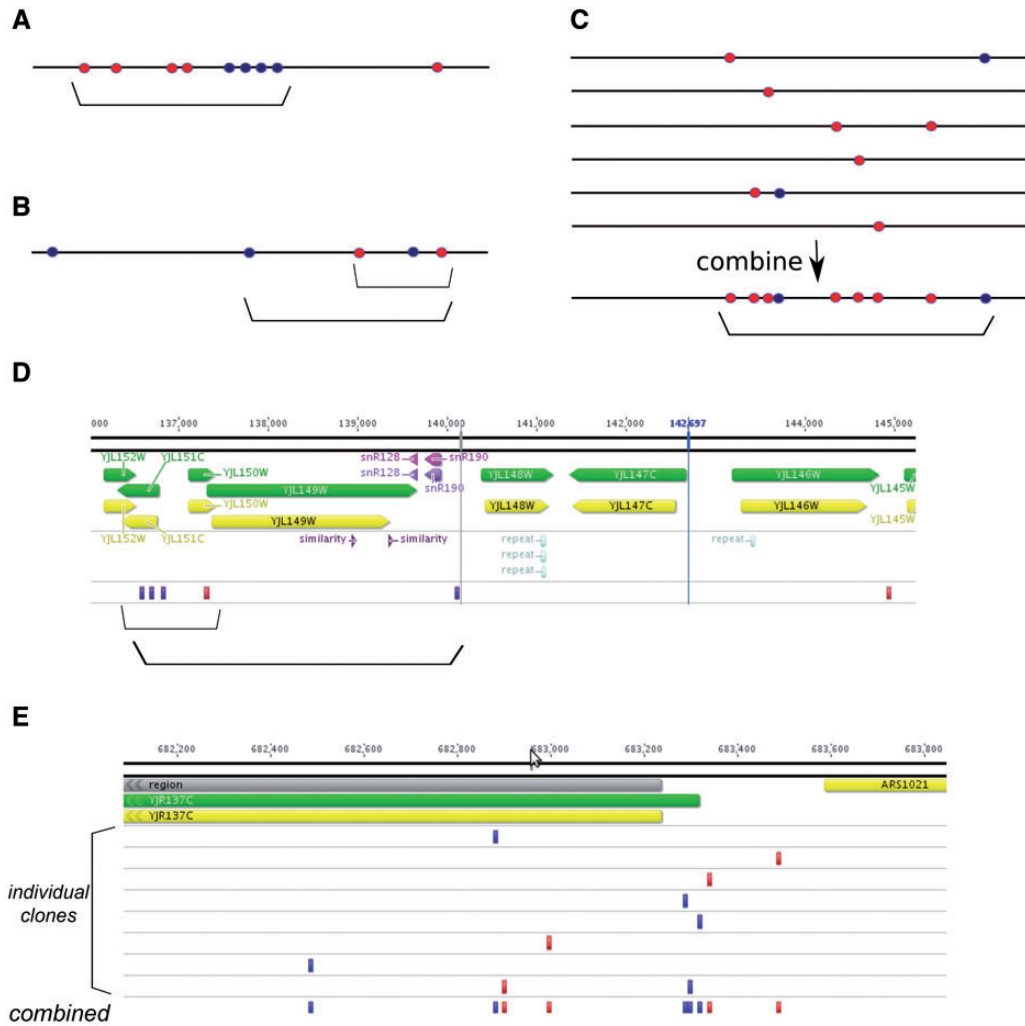 A
C
B
combine
D
000 137,000 138,000 139,000 140,000 141,000 142,000 142,697 144,000 145,000
YJL152W YJL151C snR128 snR190
YJL150W snR128 YJL148W YJL147C YJL146W
YJL149W snR190 YJL145W
YJL150W YJL148W YJL147C YJL146W
YJL152W YJL151C YJL149W YJL145W
similarity similarity repeat repeat
repeat
repeat
E
682,200 682,400 682,600 682,800 683,000 683,200 683,400 683,600 683,800
region ARS1021
YJR137C
YJR137C
individual
clones
combined